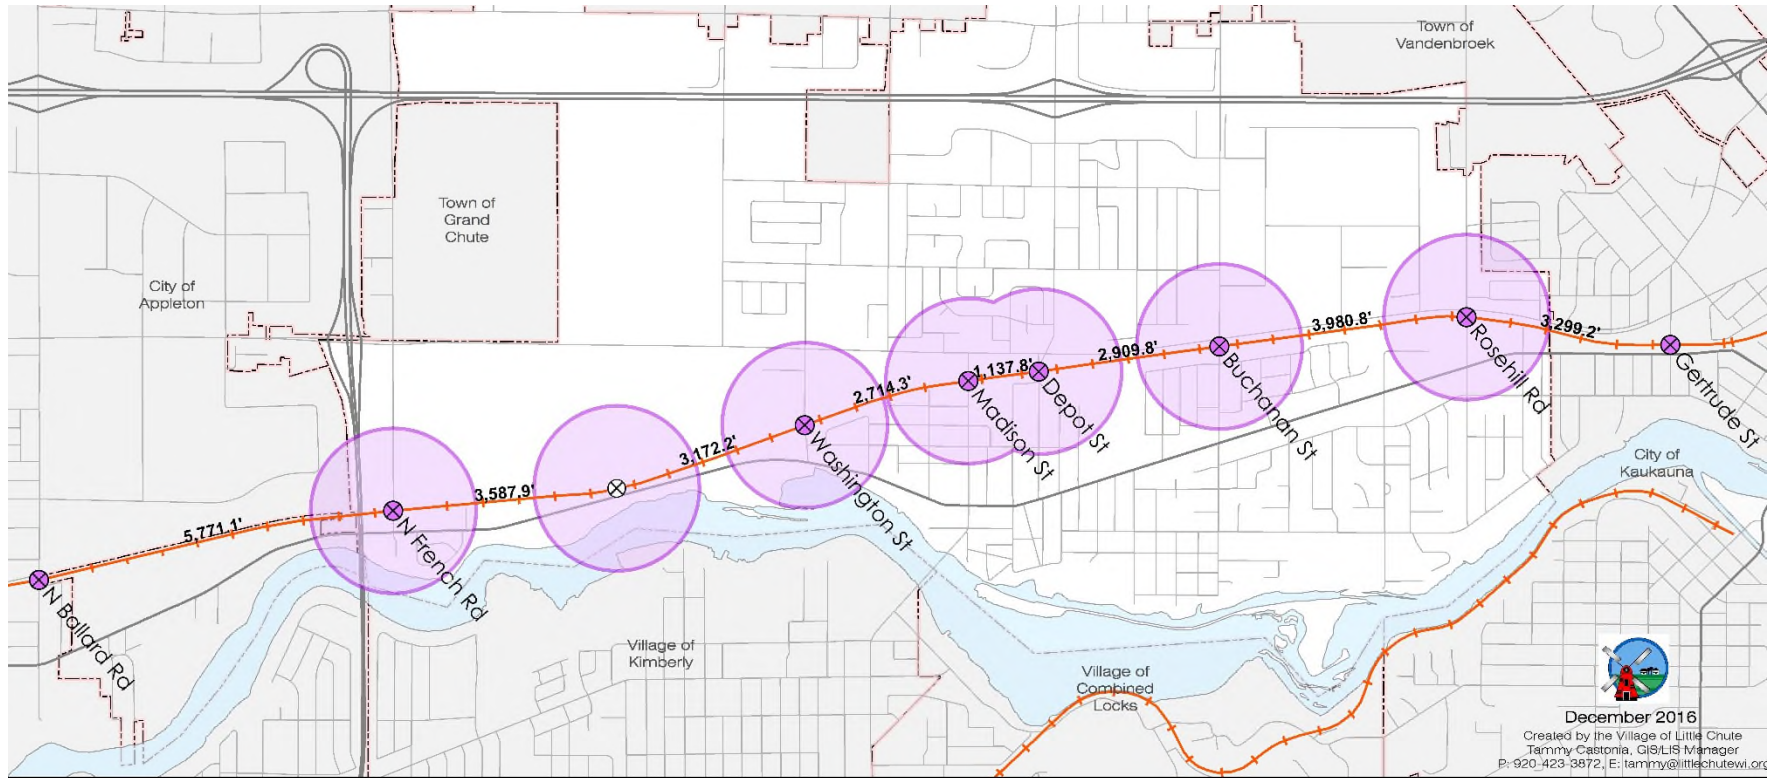 Town of
Vandenbroek
Town of
Grand
Chute
City of
Appleton
3,980.8'
3,299.2'
Rosehill Rd
Gertrude St
2,909.8'
Buchanan St
1,137.8'
Depot St
Madison St
2,714.3'
Washington St
3,172.2'
3,587.9'
N French Rd
5,771.1'
N Ballard Rd
City of
Kaukauna
Village of
Kimberly
Village of
Combined
Locks
December 2016
Created by the Village of Little Chute
Tammy Castonia, GIS/LIS Manager
P: 920-423-3872, E: tammy@littlechutewi.org